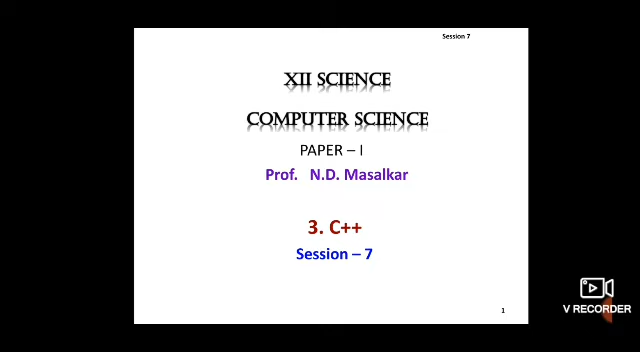 Session 7
XII SCIENCE
COMPUTER SCIENCE
PAPER – I
Prof. N.D. Masalkar
3. C++
Session – 7
V RECORDER
1